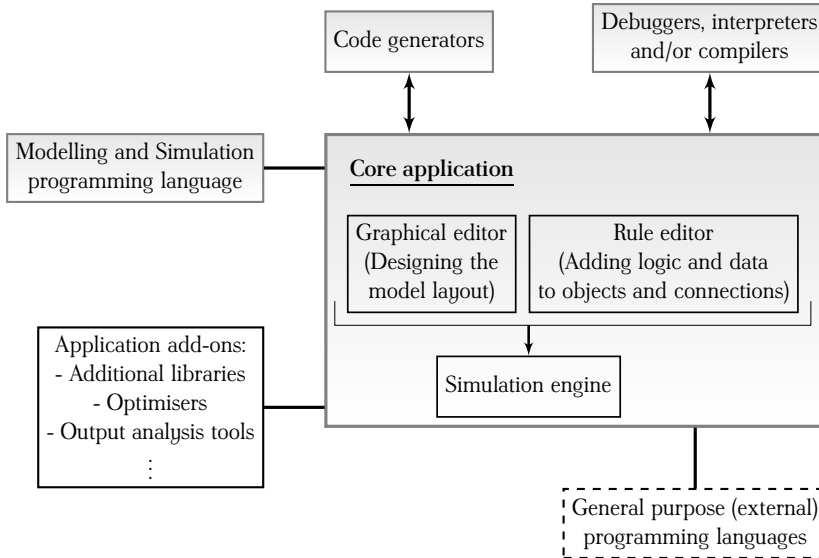 Code generators
Debuggers, interpreters
and/or compilers
Modelling and Simulation
programming language
Core application
Graphical editor
(Designing the
model layout)
Rule editor
(Adding logic and data
to objects and connections)
Simulation engine
Application add-ons:
- Additional libraries
- Optimisers
- Output analysis tools
⋮
General purpose (external)
programming languages